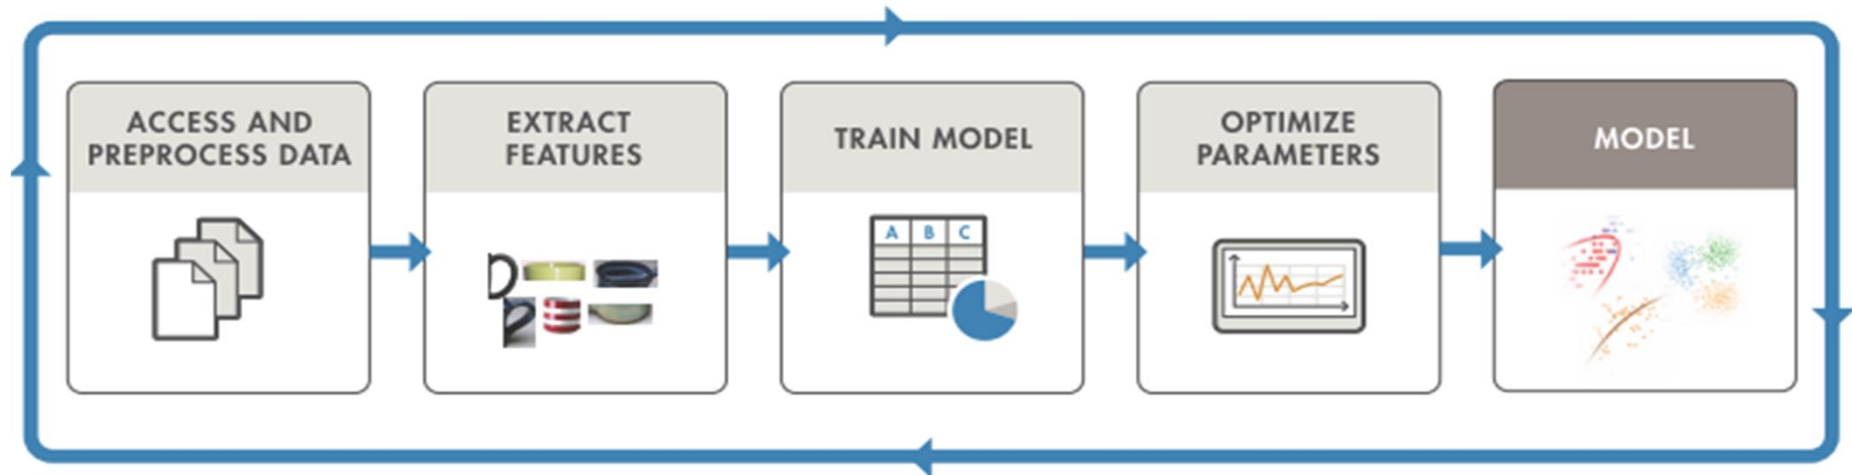 ACCESS AND
PREPROCESS DATA
EXTRACT
FEATURES
TRAIN MODEL
OPTIMIZE
PARAMETERS
MODEL
A B C